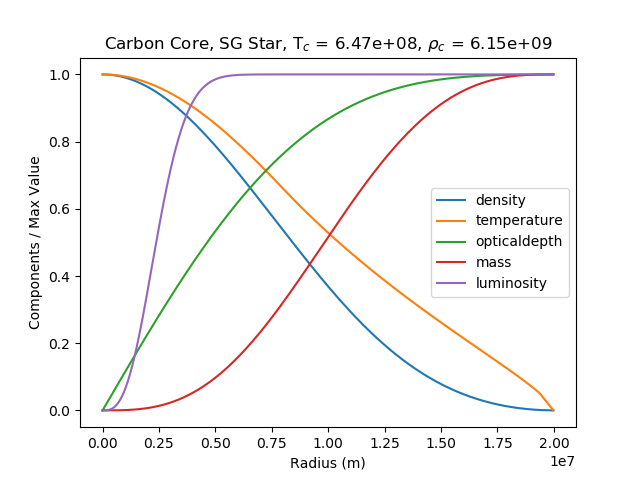 Carbon Core, SG Star, T_c = 6.47e+08, ρ_c = 6.15e+09
1.0
0.8
0.6
0.4
0.2
0.0
Components / Max Value
density
temperature
opticaldepth
mass
luminosity
0.00 0.25 0.50 0.75 1.00 1.25 1.50 1.75 2.00
1e7
Radius (m)